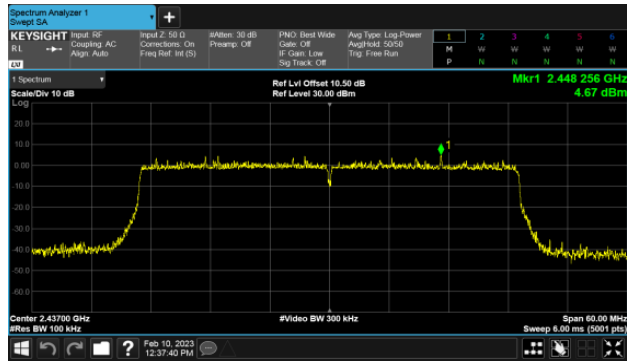 Spectrum Analyzer 1
Swept SA
+
KEYSIGHT
RL
LXI
Input: RF
Coupling: AC
Align: Auto
Input Z: 50 Ω
Corrections: On
Freq Ref: Int (S)
#Atten: 30 dB
Preamp: Off
PNO: Best Wide
Gate: Off
IF Gain: Low
Sig Track: Off
Avg Type: Log-Power
Avg|Hold: 50/50
Trig: Free Run
1 2 3 4 5 6
M W W W W W
P N N N N N
1 Spectrum
Scale/Div 10 dB
Log
Ref Lvl Offset 10.50 dB
Ref Level 30.00 dBm
Mkr1 2.448 256 GHz
4.67 dBm
20.0
10.0
0.00
-10.0
-20.0
-30.0
-40.0
-50.0
-60.0
1
Center 2.43700 GHz
#Res BW 100 kHz
#Video BW 300 kHz
Span 60.00 MHz
Sweep 6.00 ms (5001 pts)
?
Feb 10, 2023
12:37:40 PM